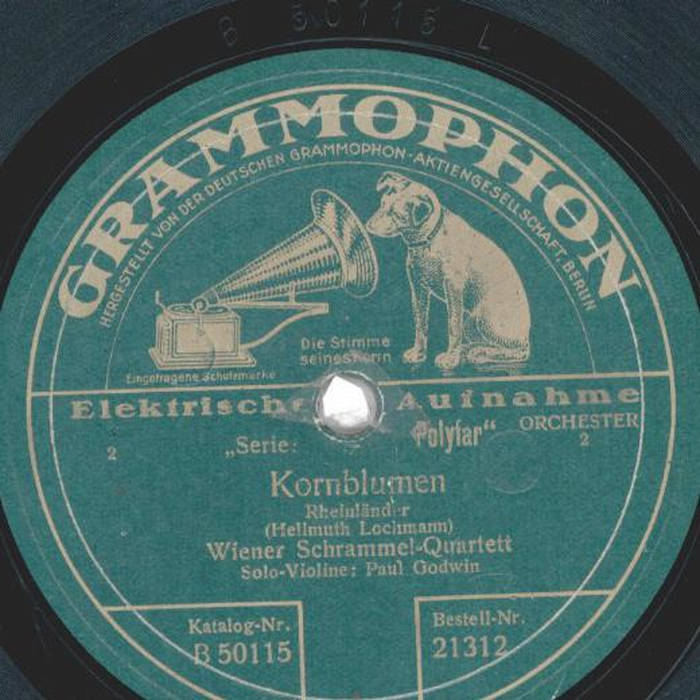 B 50115 L
GRAMMOPHON
HERGESTELLT VON DER DEUTSCHEN GRAMMOPHON-AKTIENGESELLSCHAFT, BERLIN
Die Stimme
seines Herrn
Eingetragene Schutzmarke
Elektrische Aufnahme
ORCHESTER
„Serie: Polyfar“
2 2
Kornblumen
Rheinländer
(Hellmuth Lochmann)
Wiener Schrammel-Quartett
Solo-Violine: Paul Godwin
Katalog-Nr. Bestell-Nr.
B 50115 21312